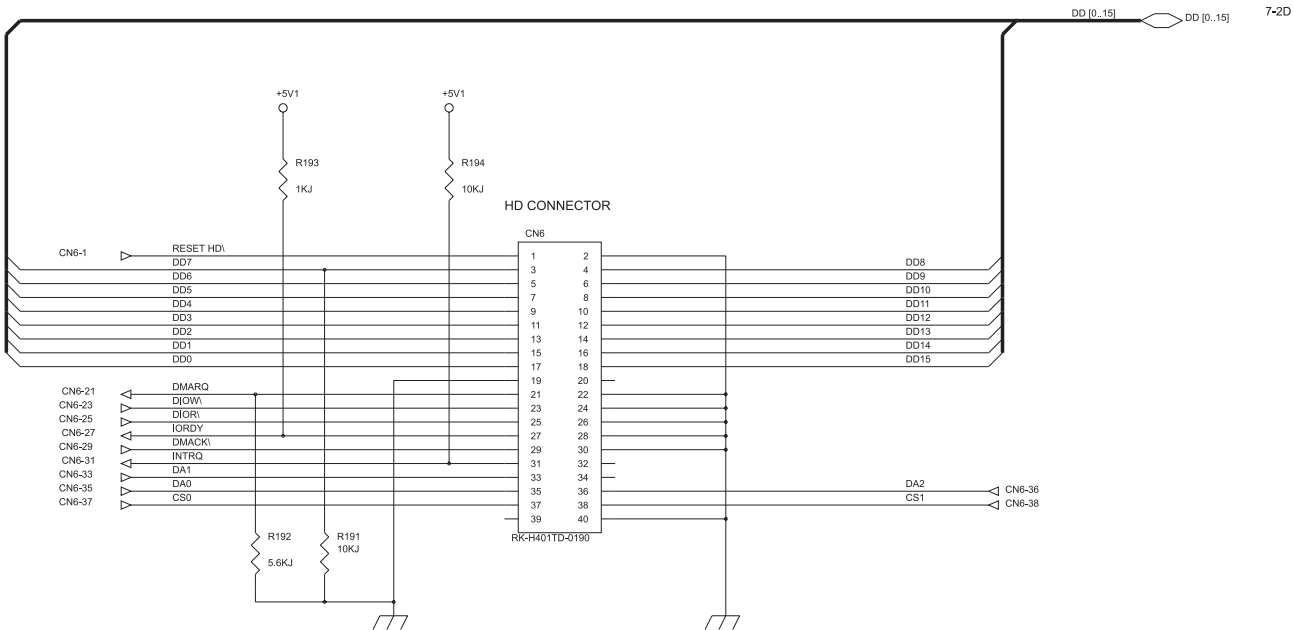 DD [0..15] DD [0..15] 7-2D
+5V1 +5V1
R193 R194
1KJ 10KJ
HD CONNECTOR
CN6
CN6-1 RESET HD\ 1 2
DD7 3 4 DD8
DD6 5 6 DD9
DD5 7 8 DD10
DD4 9 10 DD11
DD3 11 12 DD12
DD2 13 14 DD13
DD1 15 16 DD14
DD0 17 18 DD15
19 20
CN6-21 DMARQ 21 22
CN6-23 DJOW\ 23 24
CN6-25 DIOR\ 25 26
CN6-27 IORDY 27 28
CN6-29 DMACK\ 29 30
CN6-31 INTRQ 31 32
CN6-33 DA1 33 34
CN6-35 DA0 35 36 DA2 CN6-36
CN6-37 CS0 37 38 CS1 CN6-38
39 40
RK-H401TD-0190
R192 R191
10KJ
5.6KJ